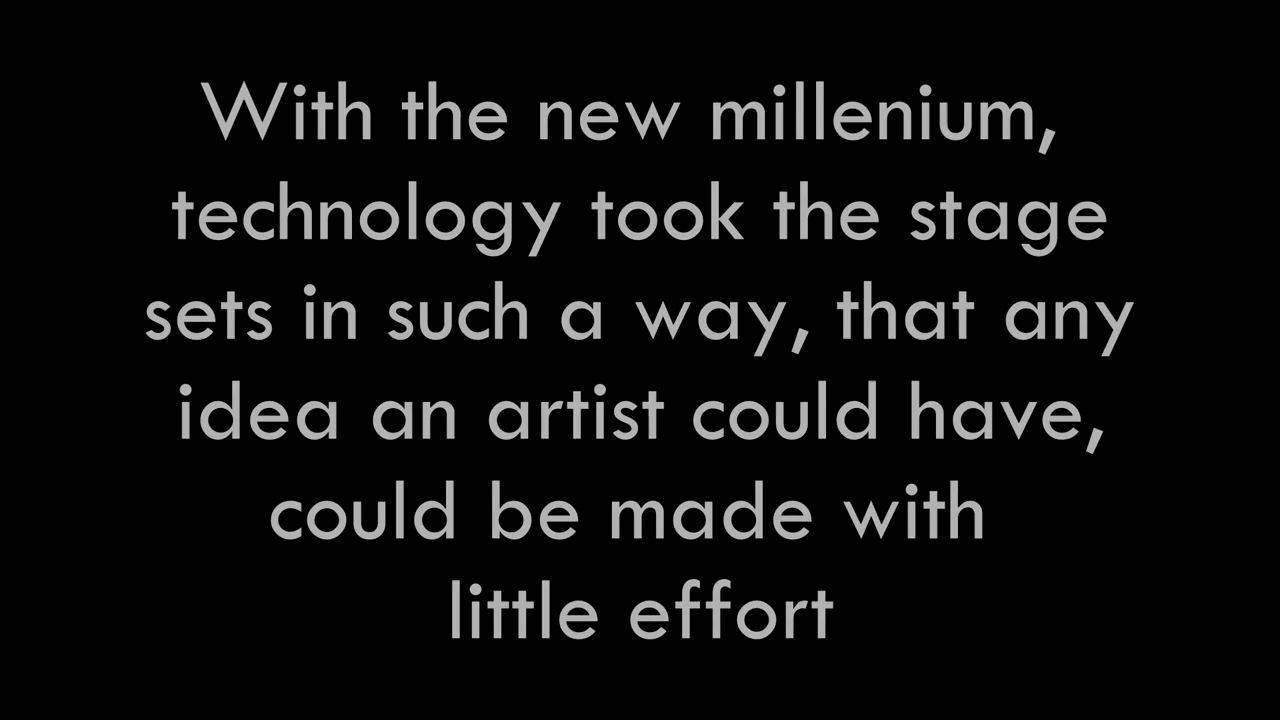 With the new millenium,
technology took the stage
sets in such a way, that any
idea an artist could have,
could be made with
little effort